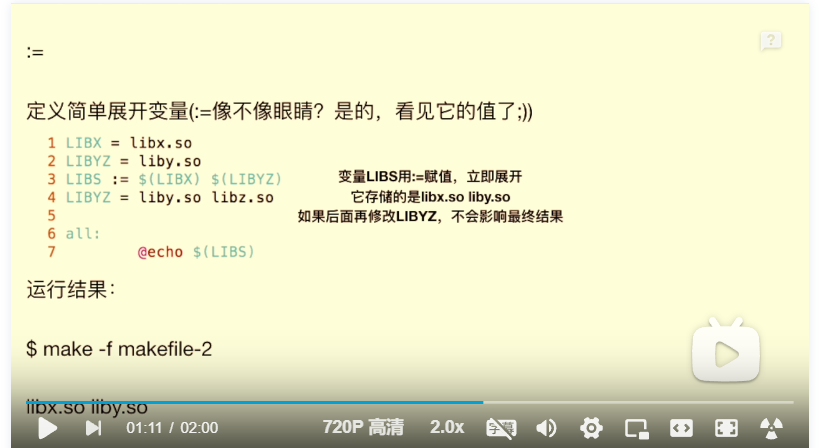 :=
定义简单展开变量(:=像不像眼睛？是的，看见它的值了;))
1 LIBX = libx.so
2 LIBYZ = liby.so
3 LIBS := $(LIBX) $(LIBYZ)
4 LIBYZ = liby.so libz.so
5
6 all:
7 @echo $(LIBS)
变量LIBS用:=赋值，立即展开
它存储的是libx.so liby.so
如果后面再修改LIBYZ，不会影响最终结果
运行结果：
$ make -f makefile-2
libx.so liby.so
01:11 / 02:00 720P 高清 2.0x 字幕